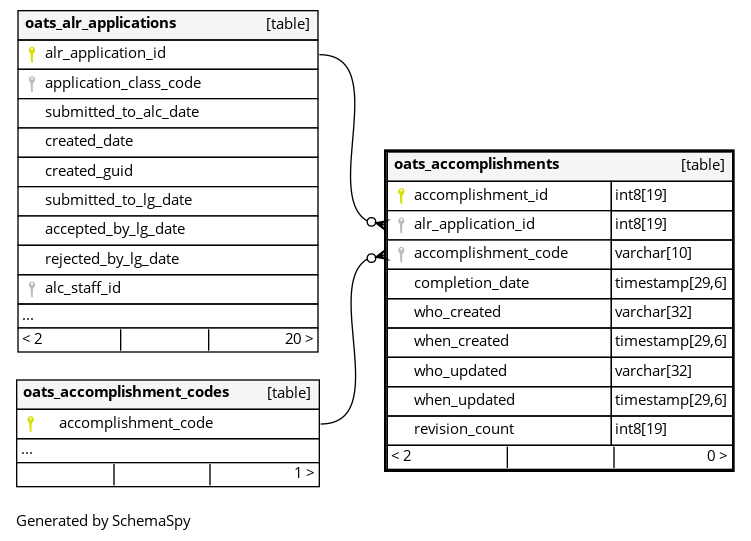 oats_alr_applications [table]
alr_application_id
application_class_code
submitted_to_alc_date
created_date
created_guid
submitted_to_lg_date
accepted_by_lg_date
rejected_by_lg_date
alc_staff_id
...
< 2 20 >
oats_accomplishments [table]
accomplishment_id int8[19]
alr_application_id int8[19]
accomplishment_code varchar[10]
completion_date timestamp[29,6]
who_created varchar[32]
when_created timestamp[29,6]
who_updated varchar[32]
when_updated timestamp[29,6]
revision_count int8[19]
< 2 0 >
oats_accomplishment_codes [table]
accomplishment_code
...
1 >
Generated by SchemaSpy